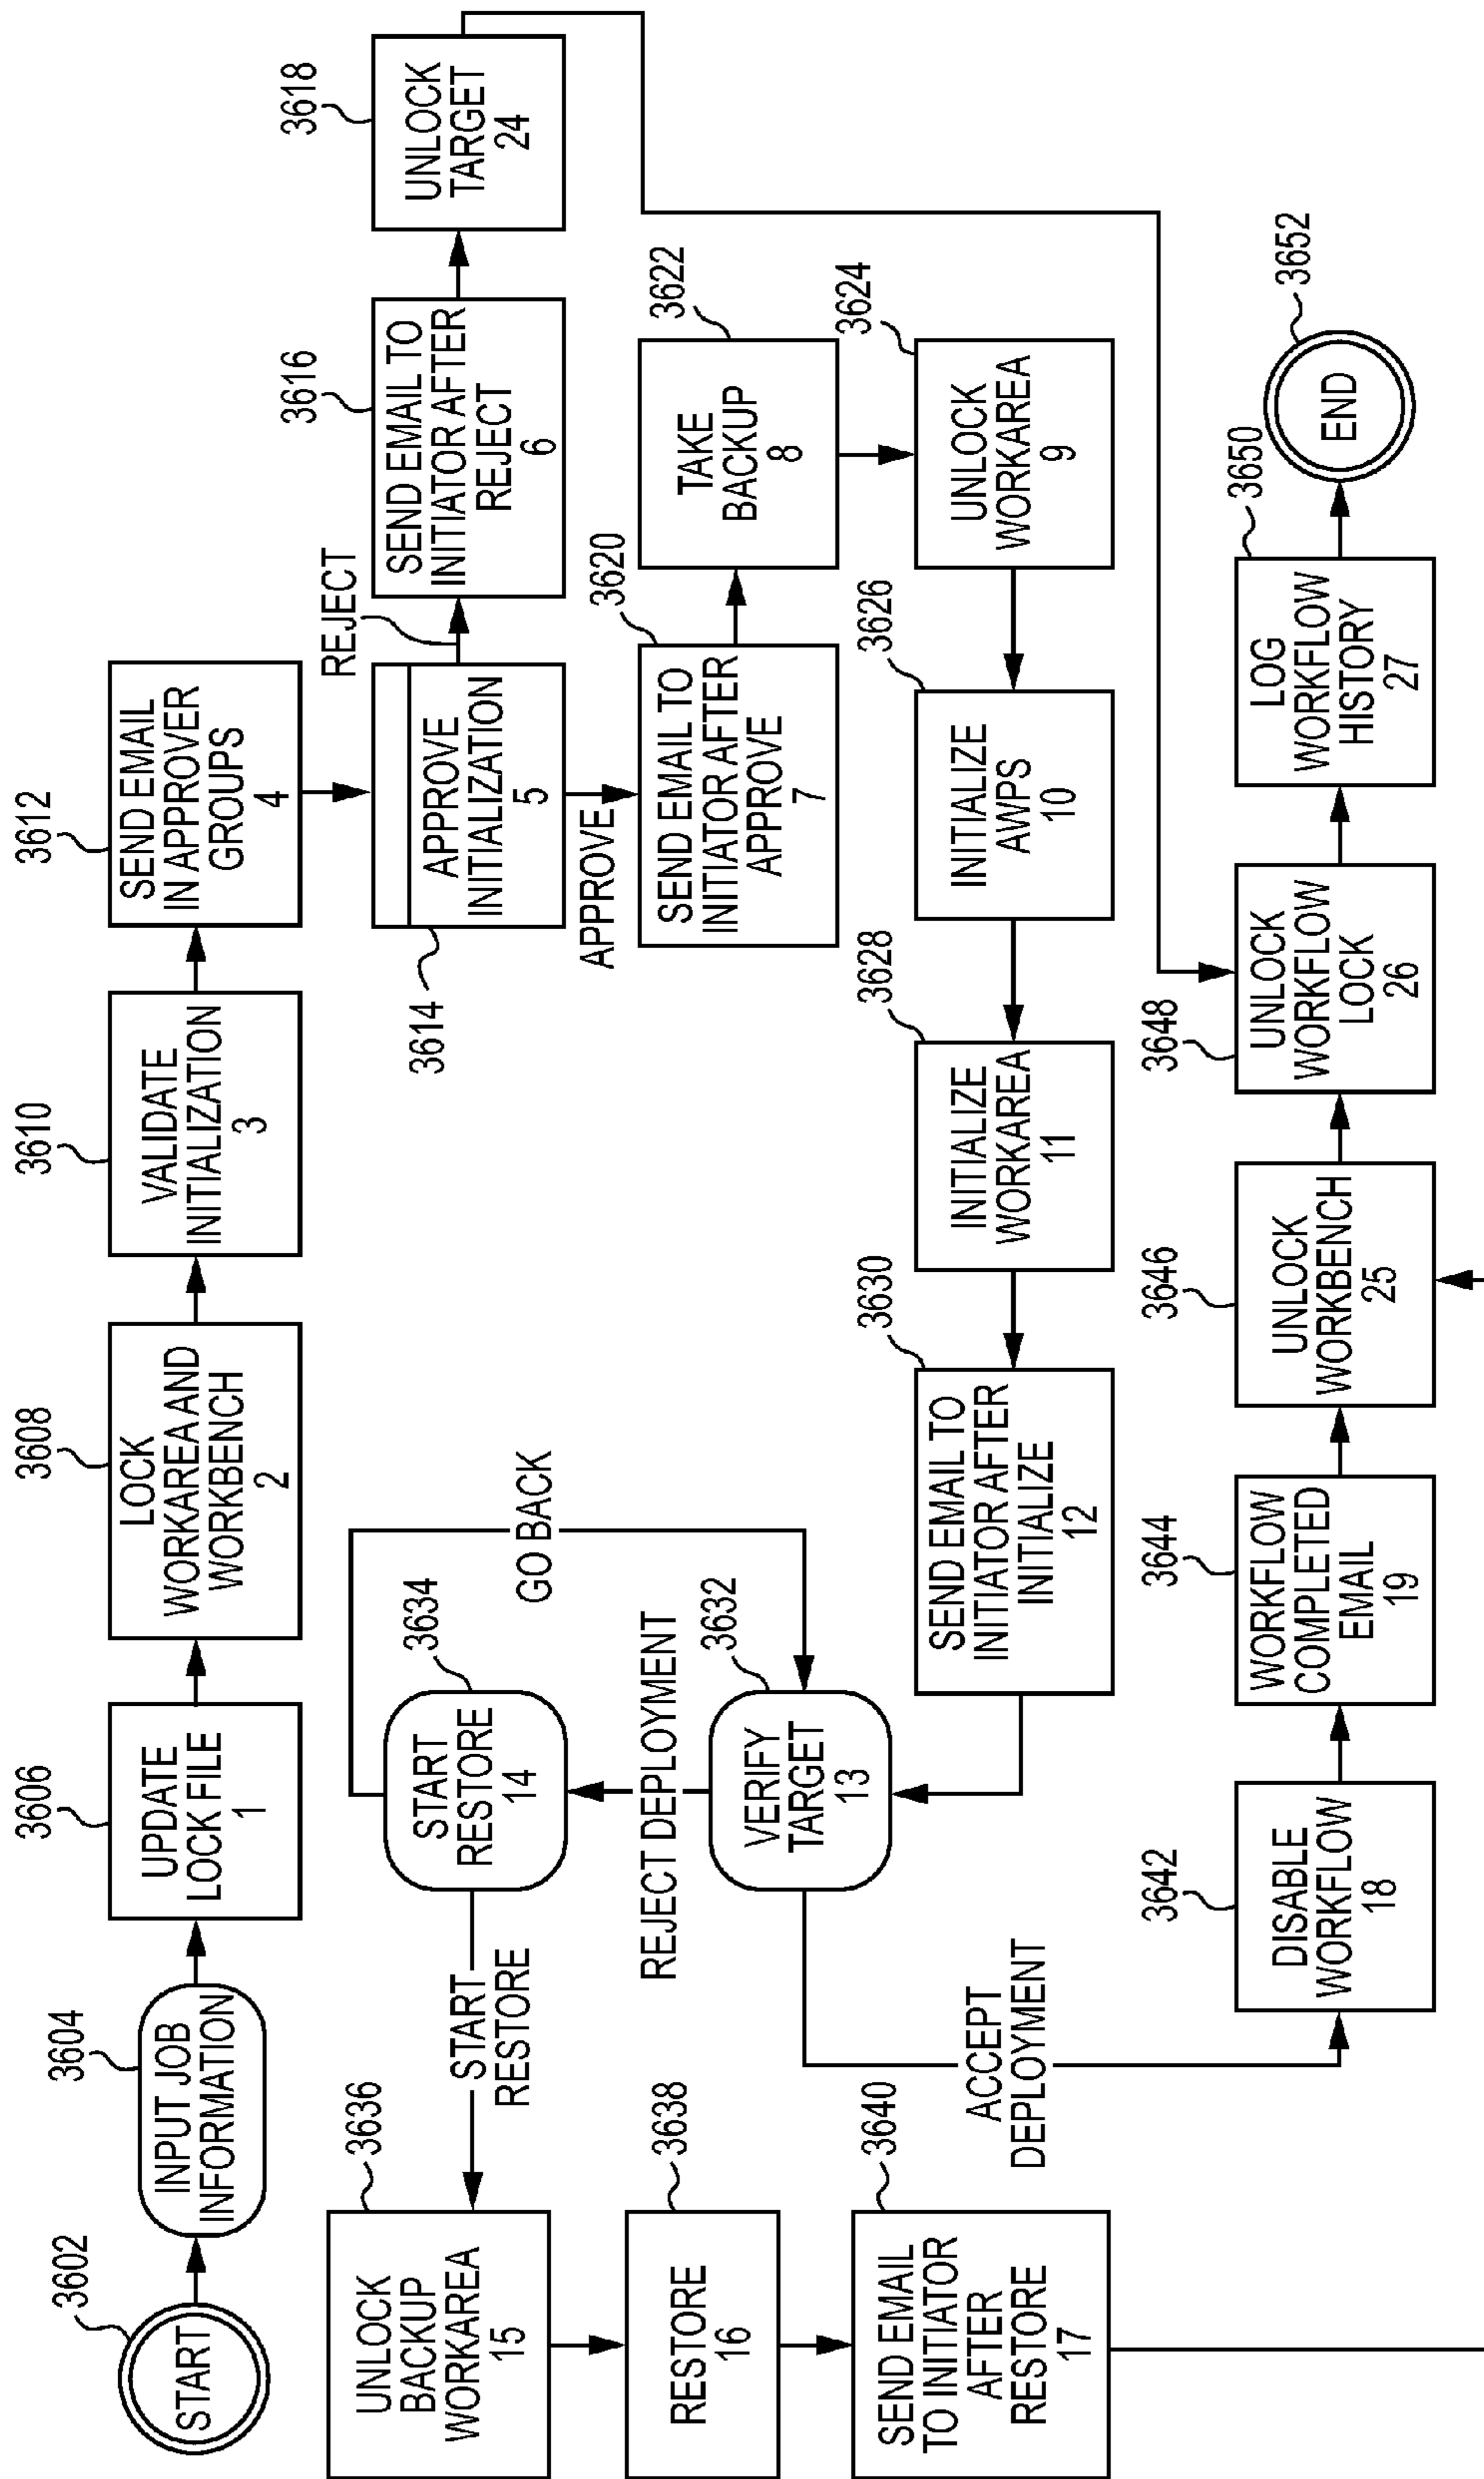 3602
START
3604
INPUT JOB
INFORMATION
3606
UPDATE
LOCK FILE
1
3608
LOCK
WORKAREA AND
WORKBENCH
2
3610
VALIDATE
INITIALIZATION
3
3612
SEND EMAIL
IN APPROVER
GROUPS
4
3614
APPROVE
INITIALIZATION
5
REJECT
3616
SEND EMAIL TO
INITIATOR AFTER
REJECT
6
3618
UNLOCK
TARGET
24
APPROVE
3620
SEND EMAIL TO
INITIATOR AFTER
APPROVE
7
3622
TAKE
BACKUP
8
3624
UNLOCK
WORKAREA
9
3626
INITIALIZE
AWPS
10
3628
INITIALIZE
WORKAREA
11
3630
SEND EMAIL TO
INITIATOR AFTER
INITIALIZE
12
3632
VERIFY
TARGET
13
REJECT DEPLOYMENT
3634
START
RESTORE
14
GO BACK
START
RESTORE
3636
UNLOCK
BACKUP
WORKAREA
15
3638
RESTORE
16
3640
SEND EMAIL
TO INITIATOR
AFTER
RESTORE
17
ACCEPT
DEPLOYMENT
3642
DISABLE
WORKFLOW
18
3644
WORKFLOW
COMPLETED
EMAIL
19
3646
UNLOCK
WORKBENCH
25
3648
UNLOCK
WORKFLOW
LOCK
26
3650
LOG
WORKFLOW
HISTORY
27
3652
END